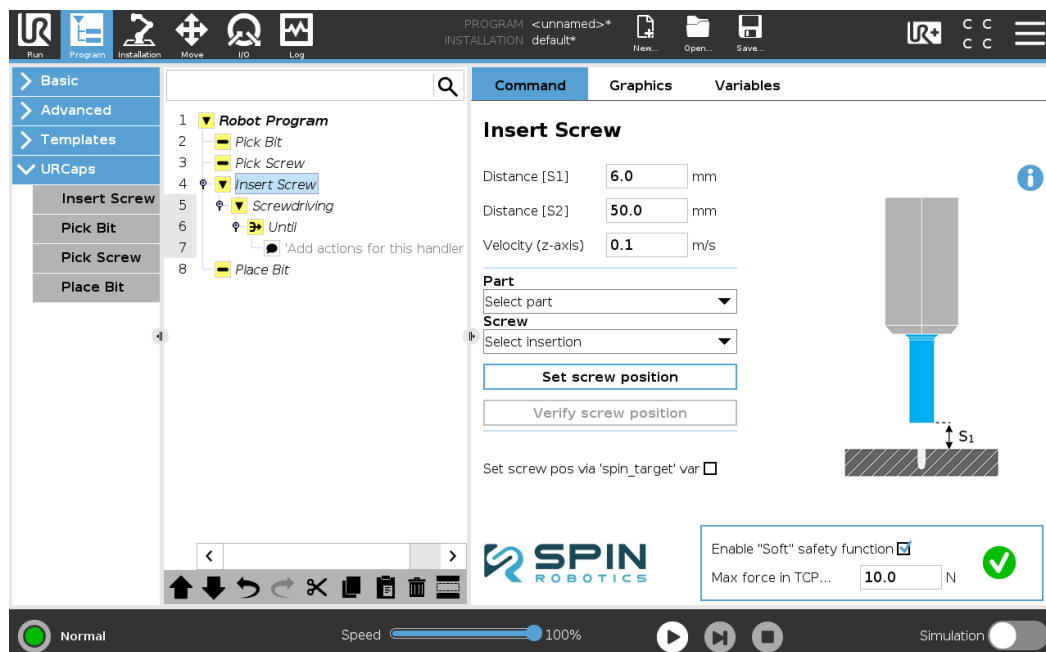 PROGRAM <unnamed>*
INSTALLATION default*
Run
Program
Installation
Move
I/O
Log
New...
Open...
Save...
UR+
C C
C C
Basic
Advanced
Templates
URCaps
Insert Screw
Pick Bit
Pick Screw
Place Bit
1 Robot Program
2 Pick Bit
3 Pick Screw
4 Insert Screw
5 Screwdriving
6 Until
7 'Add actions for this handler
8 Place Bit
Command Graphics Variables
Insert Screw
Distance [S1] 6.0 mm
Distance [S2] 50.0 mm
Velocity (z-axis) 0.1 m/s
Part
Select part
Screw
Select insertion
Set screw position
Verify screw position
S1
Set screw pos via 'spin_target' var
SPIN
ROBOTICS
Enable "Soft" safety function
Max force in TCP... 10.0 N
Normal
Speed 100%
Simulation